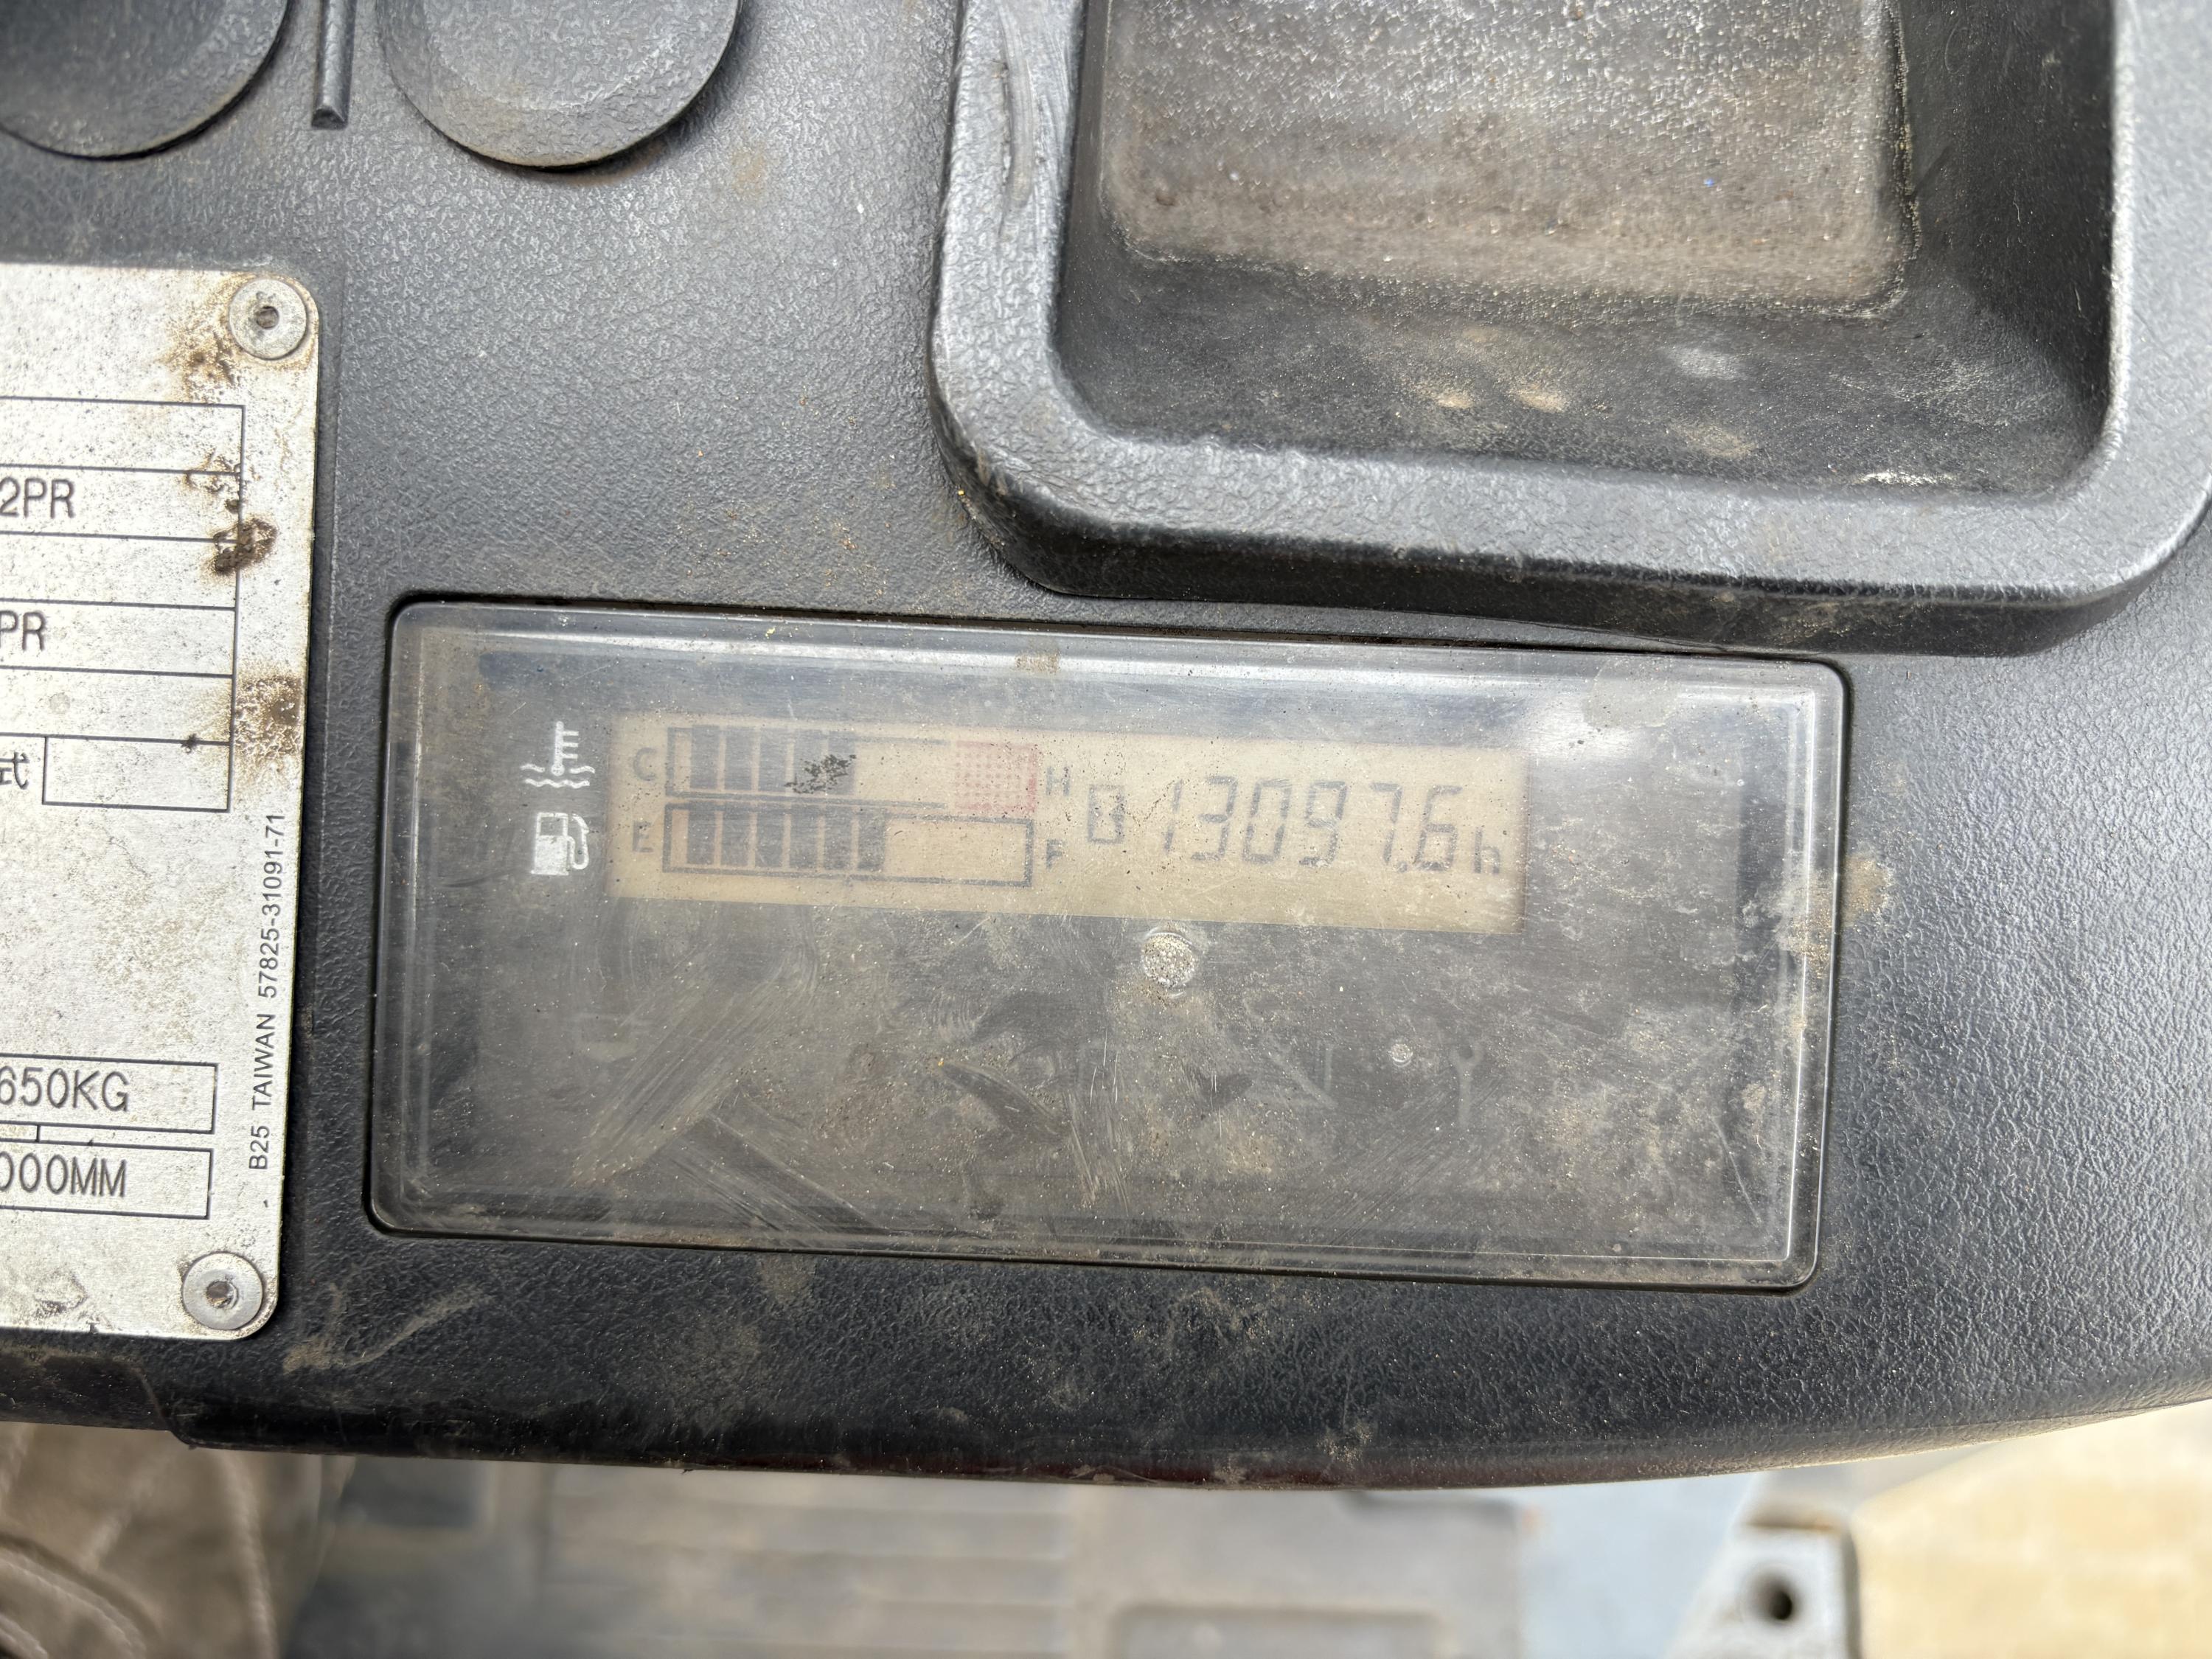 2PR
PR
式
650KG
000MM
B25 TAIWAN 57825-31091-71
C H
E F
13097.6h